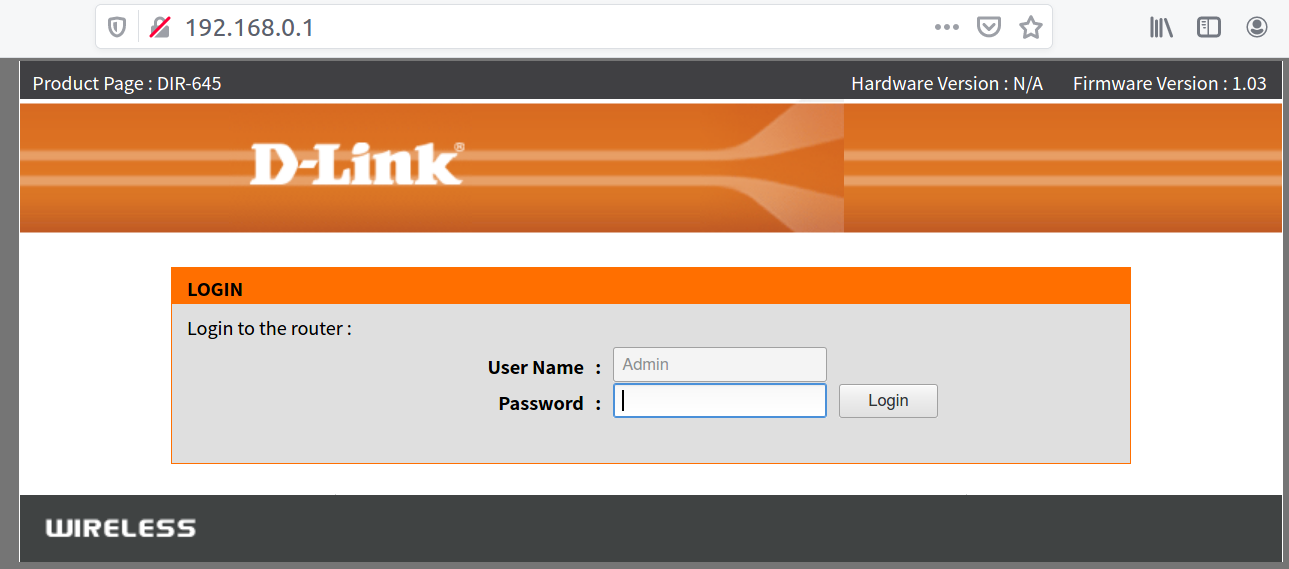 192.168.0.1
Product Page : DIR-645 Hardware Version : N/A Firmware Version : 1.03
D-Link®
LOGIN
Login to the router :
User Name : Admin
Password : Login
WIRELESS